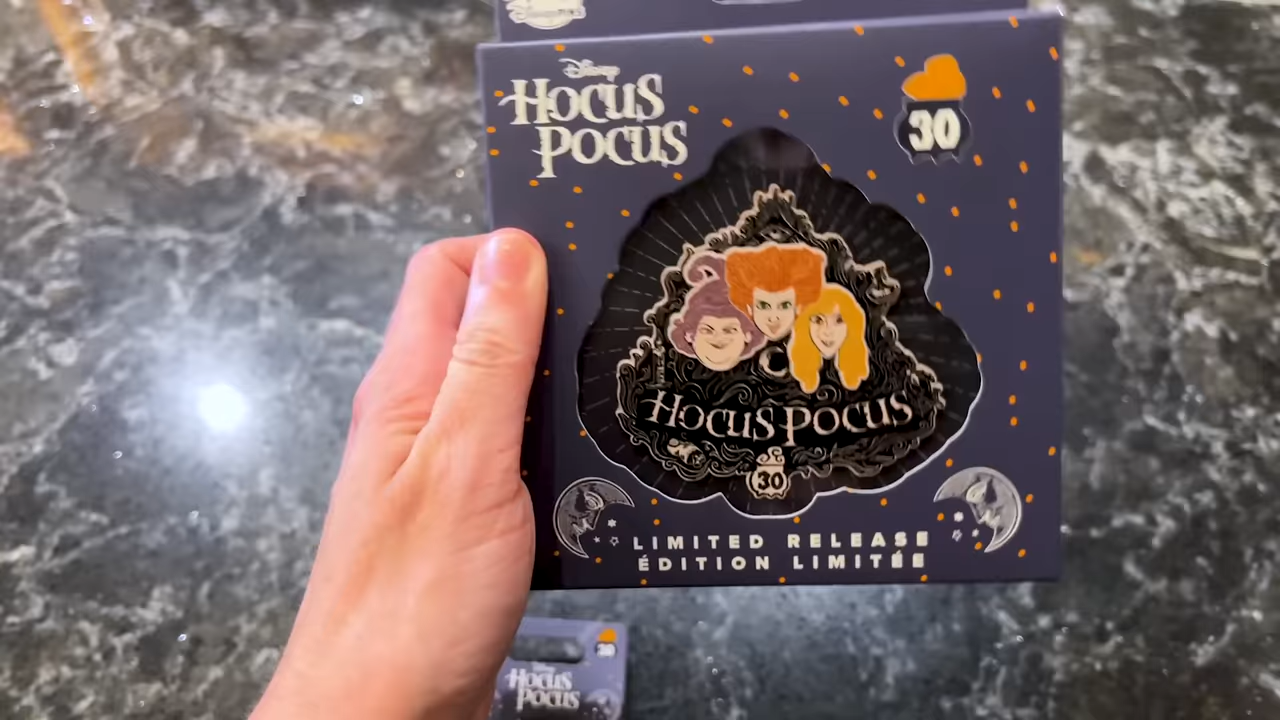 Disney
HOCUS
POCUS
30
HOCUS POCUS
30
LIMITED RELEASE
ÉDITION LIMITÉE
30
Disney
HOCUS
POCUS